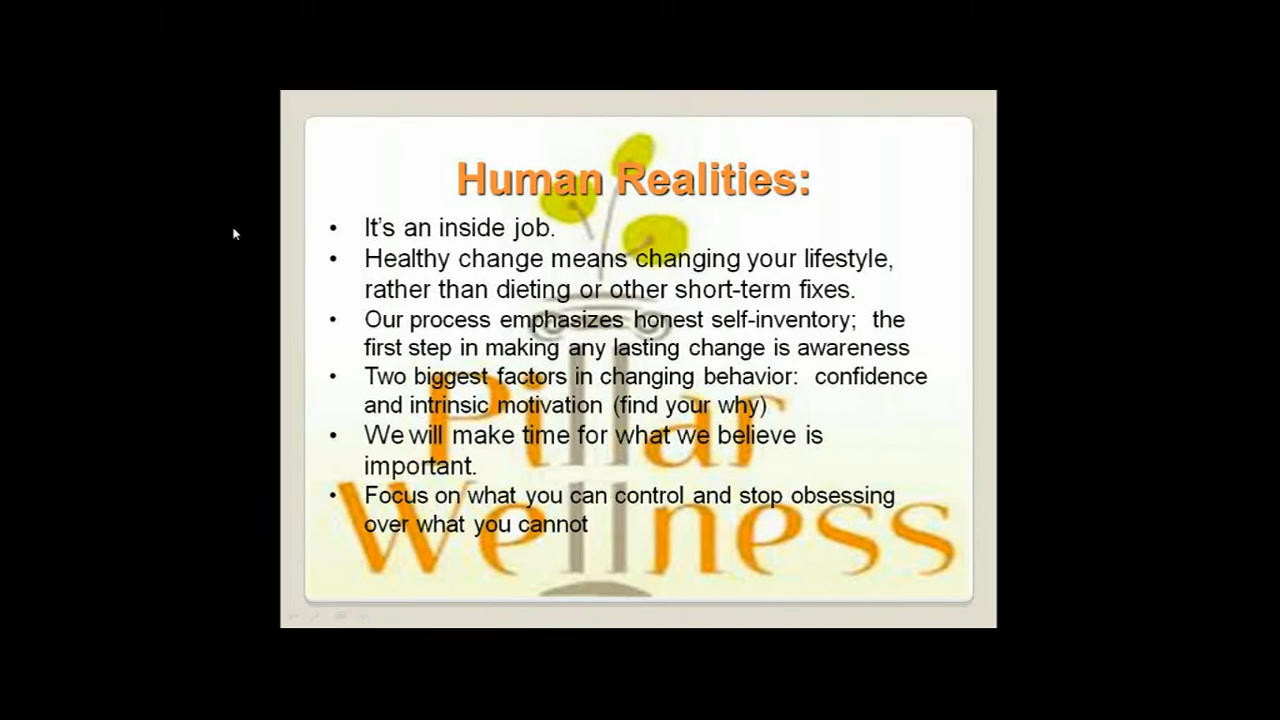 Human Realities:
• It's an inside job.
• Healthy change means changing your lifestyle,
rather than dieting or other short-term fixes.
• Our process emphasizes honest self-inventory;  the
first step in making any lasting change is awareness
• Two biggest factors in changing behavior:  confidence
and intrinsic motivation (find your why)
• We will make time for what we believe is
important.
• Focus on what you can control and stop obsessing
over what you cannot
Pillar
Wellness